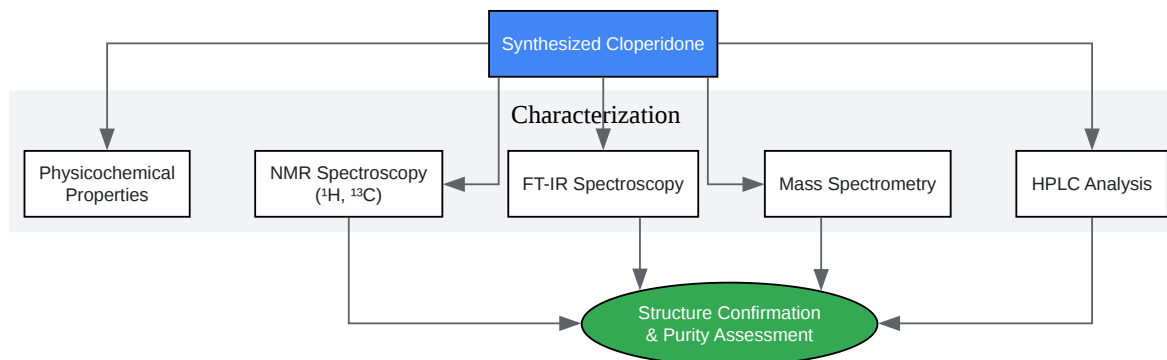 Synthesized Cloperidone
Characterization
Physicochemical
Properties
NMR Spectroscopy
(¹H, ¹³C)
FT-IR Spectroscopy
Mass Spectrometry
HPLC Analysis
Structure Confirmation
& Purity Assessment